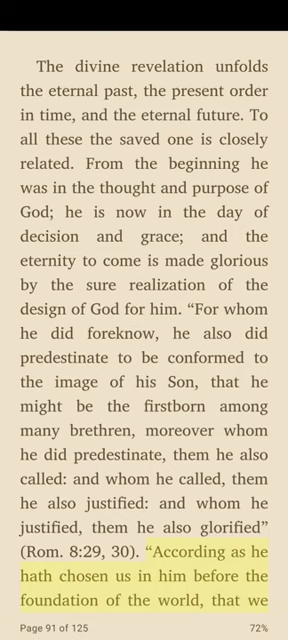 The divine revelation unfolds
the eternal past, the present order
in time, and the eternal future. To
all these the saved one is closely
related. From the beginning he
was in the thought and purpose of
God; he is now in the day of
decision and grace; and the
eternity to come is made glorious
by the sure realization of the
design of God for him. “For whom
he did foreknow, he also did
predestinate to be conformed to
the image of his Son, that he
might be the firstborn among
many brethren, moreover whom
he did predestinate, them he also
called: and whom he called, them
he also justified: and whom he
justified, them he also glorified”
(Rom. 8:29, 30). “According as he
hath chosen us in him before the
foundation of the world, that we
Page 91 of 125
72%